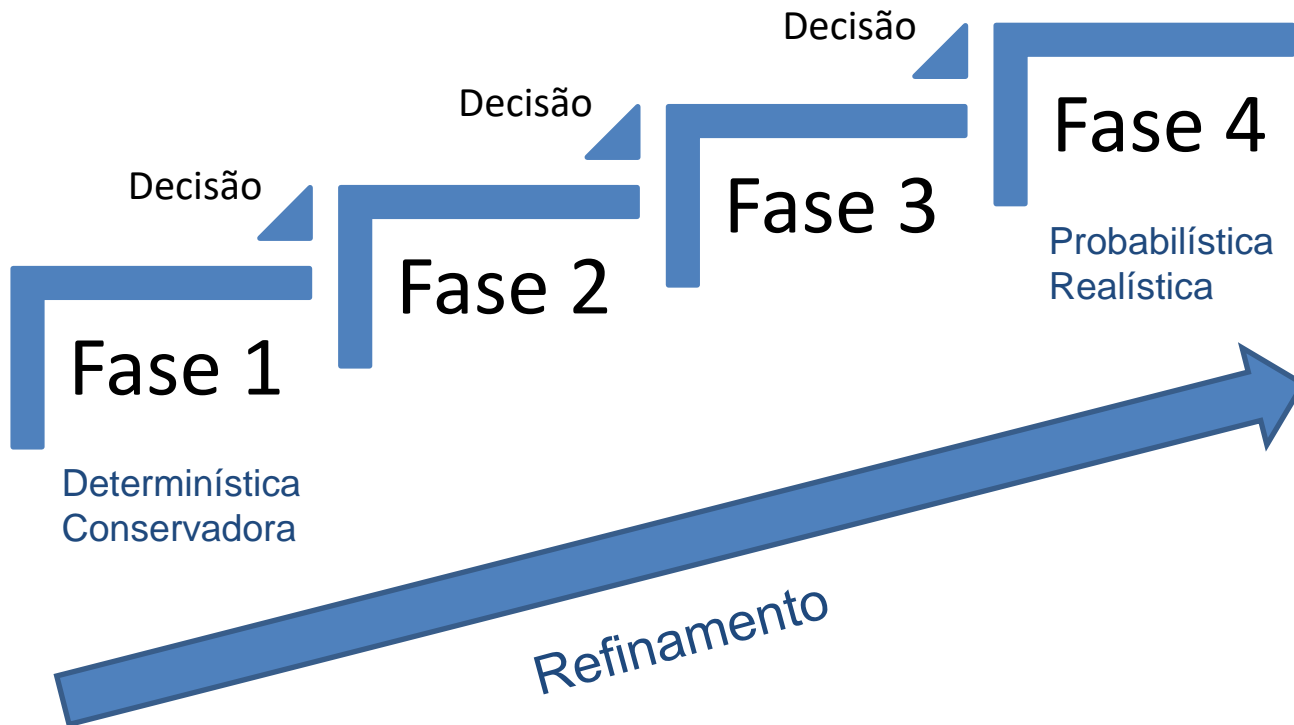 Decisão
Fase 4
Decisão
Fase 3
Decisão
Fase 2
Fase 1
Probabilística
Realística
Determinística
Conservadora
Refinamento